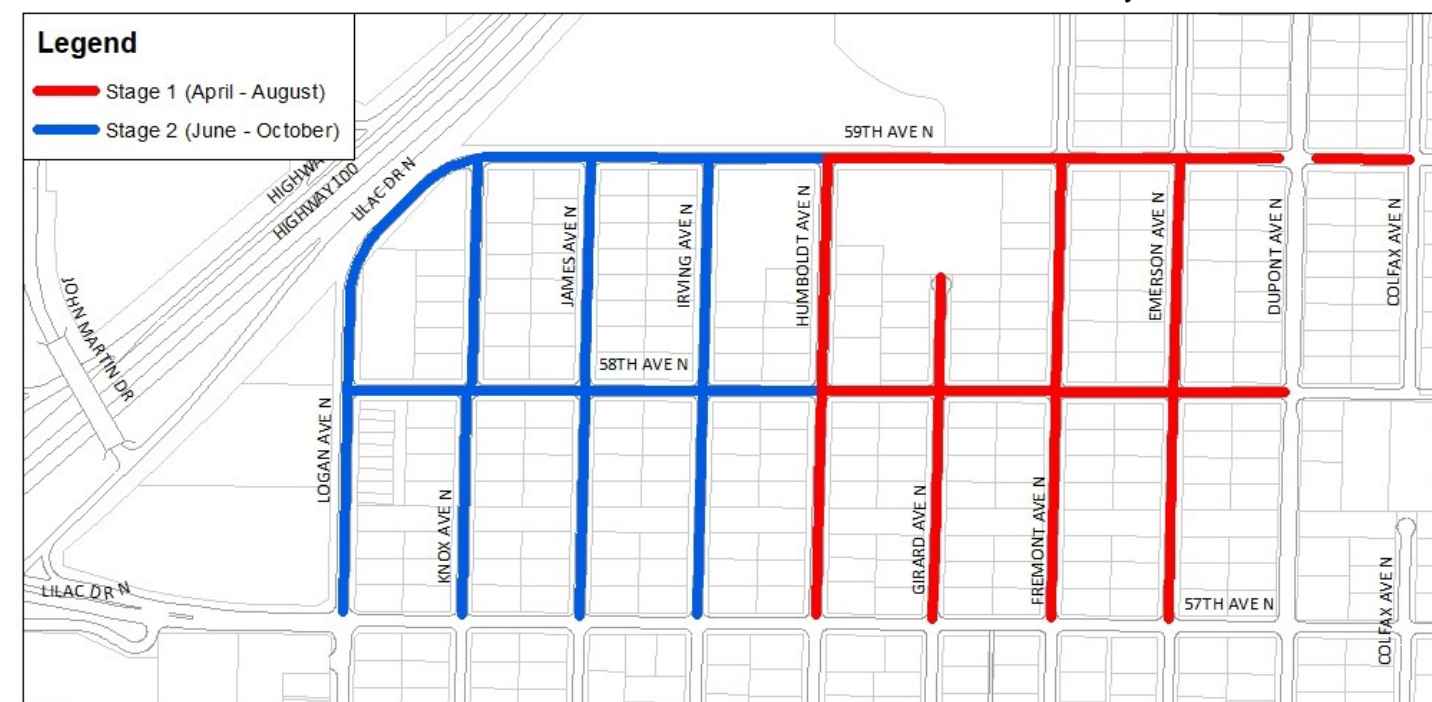 Legend
Stage 1 (April - August)
Stage 2 (June - October)
59TH AVE N
HIGHWA
HIGHWAY 100
LILAC DR N
JOHN MARTIN DR
JAMES AVE N
IRVING AVE N
HUMBOLDT AVE N
EMERSON AVE N
DUPONT AVE N
COLFAX AVE N
58TH AVE N
LOGAN AVE N
KNOX AVE N
GIRARD AVE N
FREMONT AVE N
57TH AVE N
LILAC DR N
COLFAX AVE N